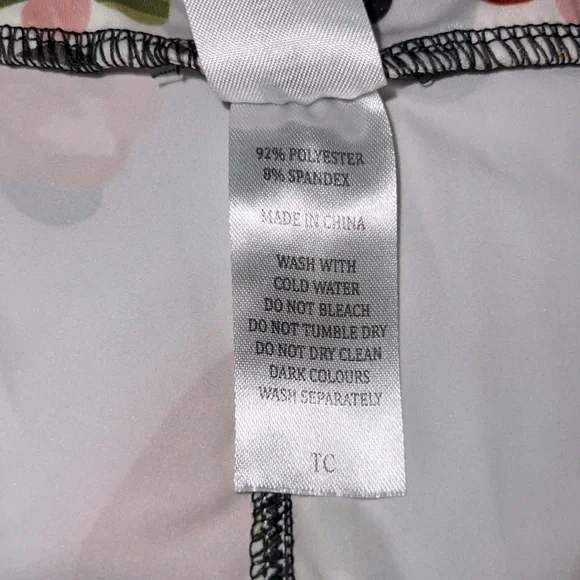 92% POLYESTER
8% SPANDEX
MADE IN CHINA
WASH WITH
COLD WATER
DO NOT BLEACH
DO NOT TUMBLE DRY
DO NOT DRY CLEAN
DARK COLOURS
WASH SEPARATELY
TC